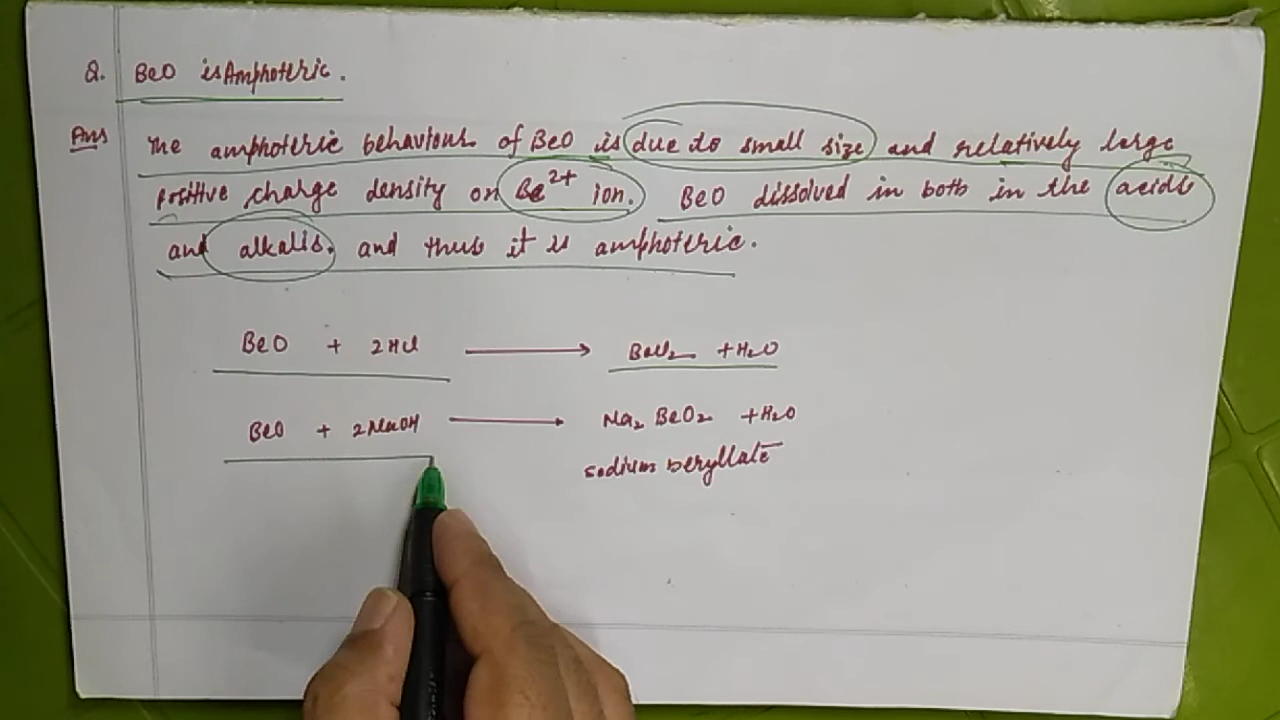 Q. BeO is Amphoteric.
Ans The amphoteric behaviour of BeO is due to small size and relatively large
positive charge density on Be²⁺ ion. BeO dissolved in both in the acids
and alkalis. and thus it is amphoteric.
BeO + 2HCl ⟶ BeCl₂ + H₂O
BeO + 2NaOH ⟶ Na₂BeO₂ + H₂O
sodium beryllate